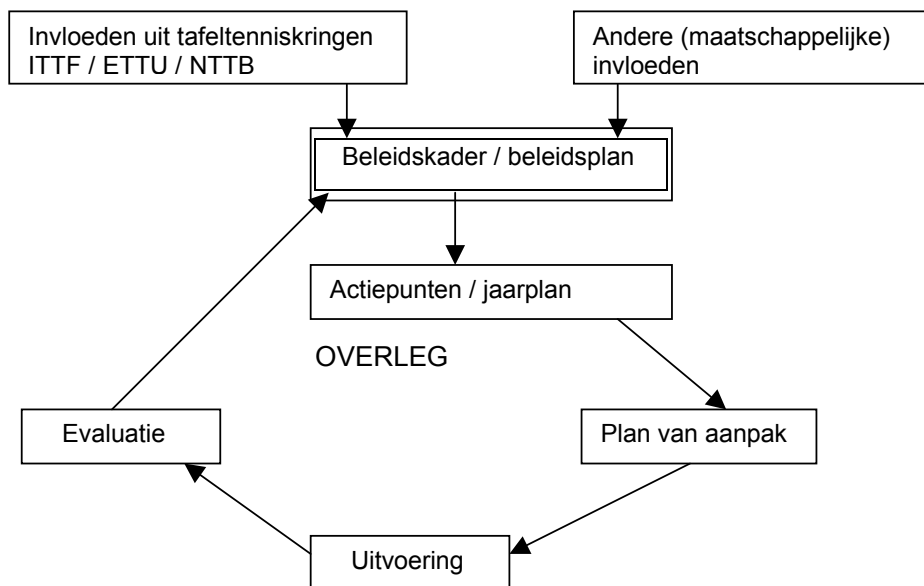 Invloeden uit tafeltenniskringen
ITTF / ETTU / NTTB
Andere (maatschappelijke)
invloeden
Beleidskader / beleidsplan
Actiepunten / jaarplan
OVERLEG
Evaluatie
Plan van aanpak
Uitvoering